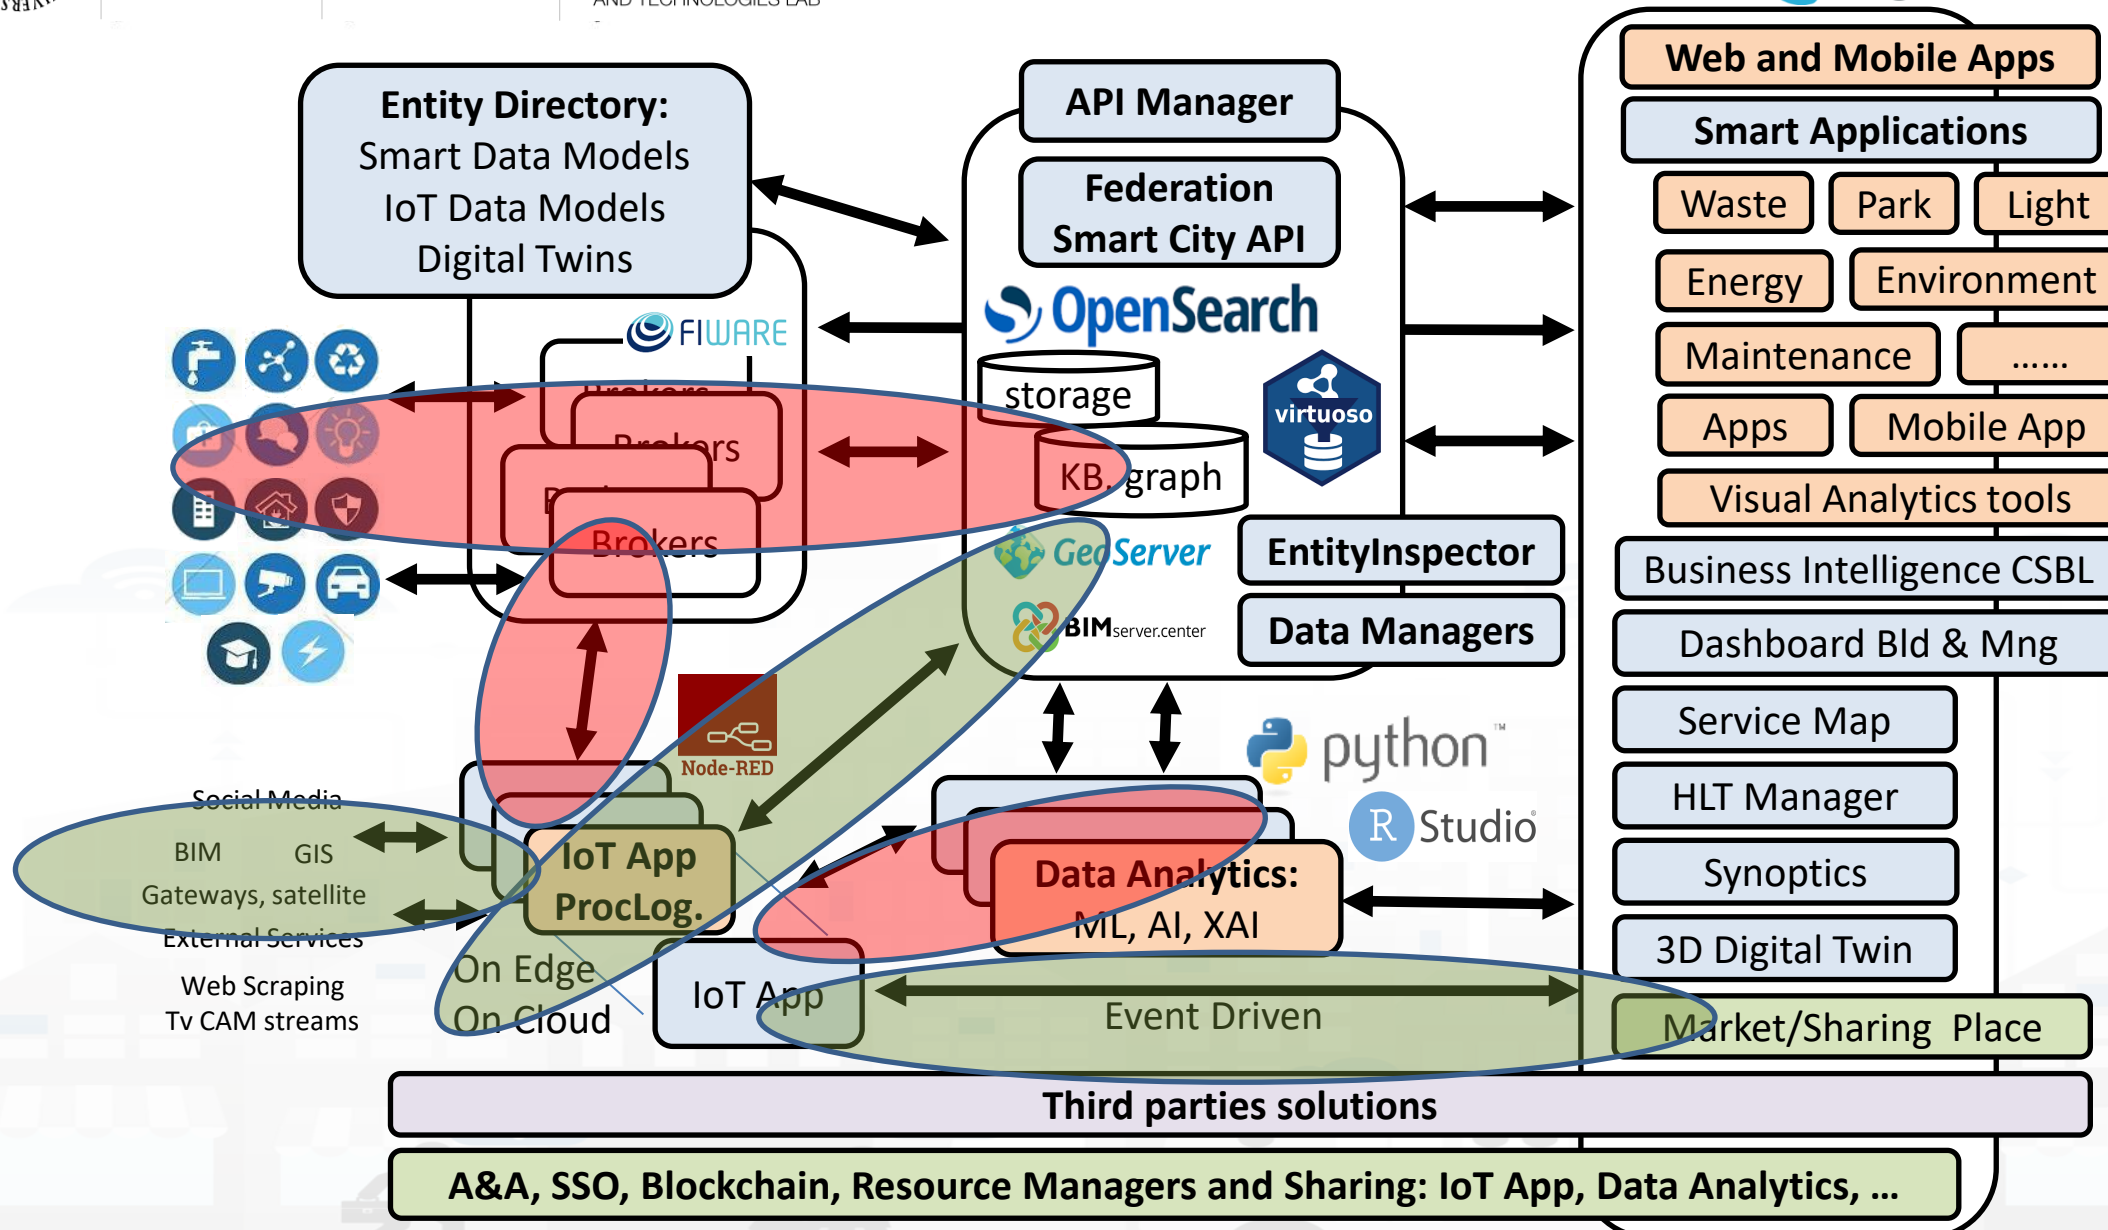 AND TECHNOLOGIES LAB
Entity Directory:
Smart Data Models
IoT Data Models
Digital Twins
FIWARE
Brokers
Brokers
Brokers
API Manager
Federation
Smart City API
OpenSearch
storage
virtuoso
KB, graph
GeoServer
BIMserver.center
EntityInspector
Data Managers
Node-RED
python™
R Studio
Social Media
BIM GIS
Gateways, satellite
External Services
Web Scraping
Tv CAM streams
IoT App
ProcLog.
On Edge
On Cloud
IoT App
Data Analytics:
ML, AI, XAI
Event Driven
Web and Mobile Apps
Smart Applications
Waste Park Light
Energy Environment
Maintenance ......
Apps Mobile App
Visual Analytics tools
Business Intelligence CSBL
Dashboard Bld & Mng
Service Map
HLT Manager
Synoptics
3D Digital Twin
Market/Sharing Place
Third parties solutions
A&A, SSO, Blockchain, Resource Managers and Sharing: IoT App, Data Analytics, ...